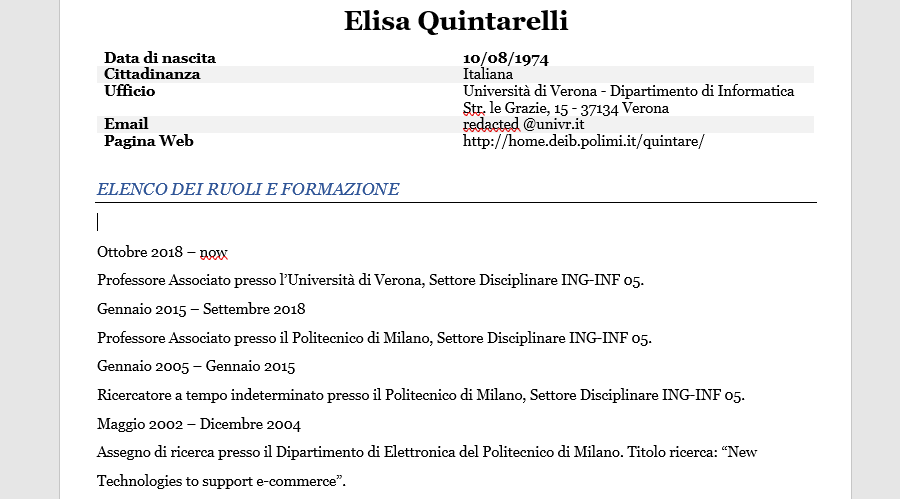 Elisa Quintarelli
Data di nascita 10/08/1974
Cittadinanza Italiana
Ufficio Università di Verona - Dipartimento di Informatica
Str. le Grazie, 15 - 37134 Verona
Email redacted @univr.it
Pagina Web http://home.deib.polimi.it/quintare/
ELENCO DEI RUOLI E FORMAZIONE
Ottobre 2018 – now
Professore Associato presso l’Università di Verona, Settore Disciplinare ING-INF 05.
Gennaio 2015 – Settembre 2018
Professore Associato presso il Politecnico di Milano, Settore Disciplinare ING-INF 05.
Gennaio 2005 – Gennaio 2015
Ricercatore a tempo indeterminato presso il Politecnico di Milano, Settore Disciplinare ING-INF 05.
Maggio 2002 – Dicembre 2004
Assegno di ricerca presso il Dipartimento di Elettronica del Politecnico di Milano. Titolo ricerca: “New
Technologies to support e-commerce”.